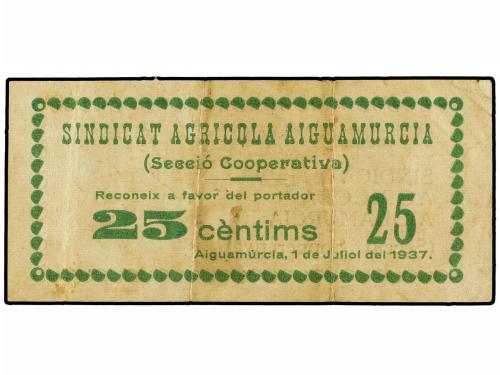 SINDICAT AGRICOLA AIGUAMURCIA
(Secció Cooperativa)
Reconeix a favor del portador
25 cèntims 25
Aiguamúrcia, 1 de Juliol del 1937.